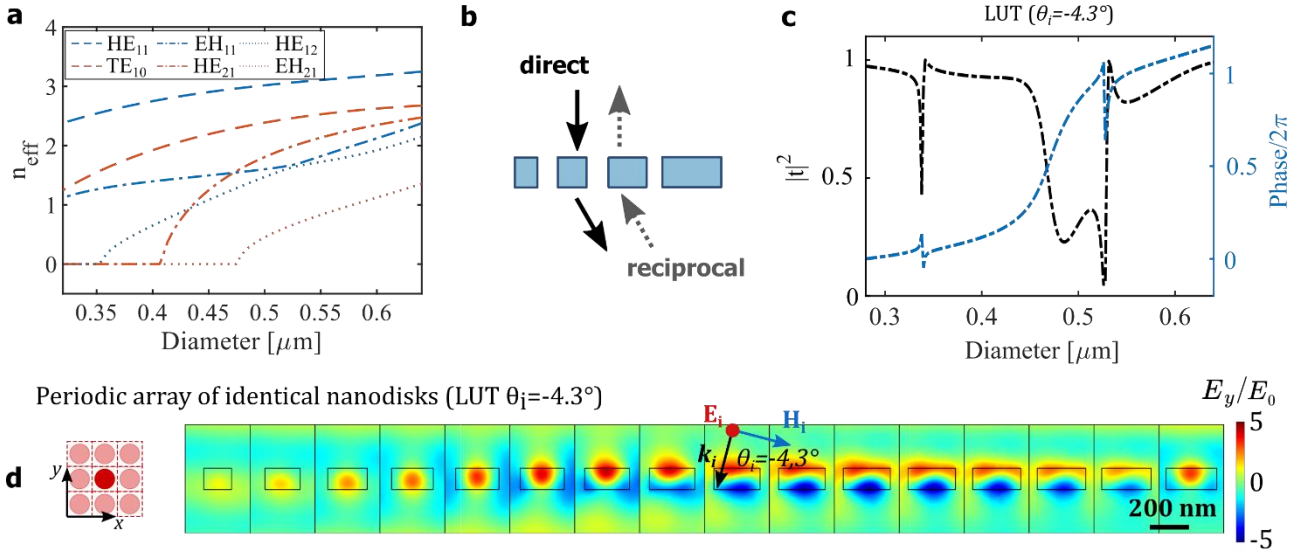 a
4
3
2
1
0
n_eff
HE₁₁
EH₁₁
HE₁₂
TE₁₀
HE₂₁
EH₂₁
0.35
0.4
0.45
0.5
0.55
0.6
Diameter [μm]
b
direct
reciprocal
c
LUT (θᵢ=-4.3°)
1
0.5
0
|t|²
1
0.5
0
Phase/2π
0.3
0.4
0.5
0.6
Diameter [μm]
Periodic array of identical nanodisks (LUT θᵢ=-4.3°)
d
y
x
Eᵢ
Hᵢ
kᵢ
θᵢ=-4,3°
200 nm
E_y/E₀
5
0
-5